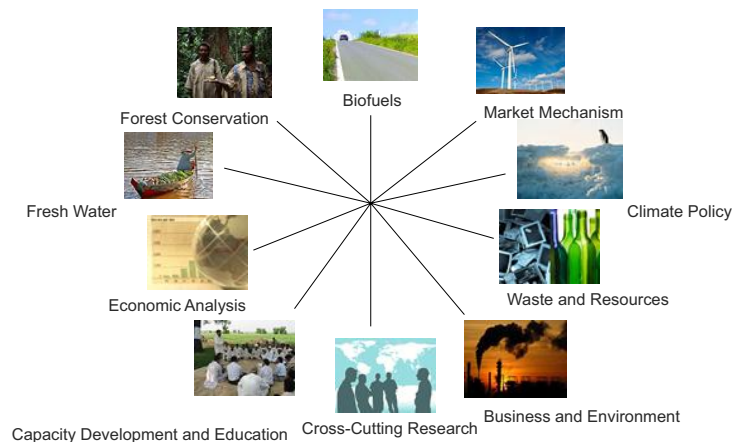 Biofuels
Forest Conservation
Market Mechanism
Fresh Water
Climate Policy
Economic Analysis
Waste and Resources
Capacity Development and Education
Cross-Cutting Research
Business and Environment